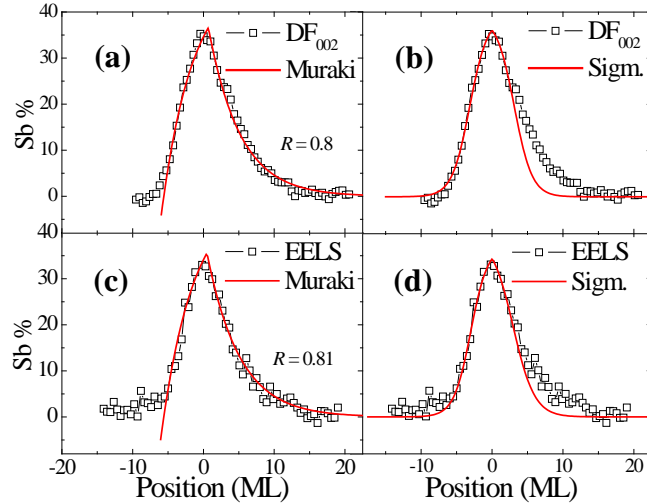 40
30
20
10
0
Sb %
(a)
DF002
Muraki
R = 0.8
(b)
DF002
Sigm.
40
30
20
10
0
Sb %
(c)
EELS
Muraki
R = 0.81
(d)
EELS
Sigm.
-20 -10 0 10 20
-10 0 10 20
Position (ML)
Position (ML)